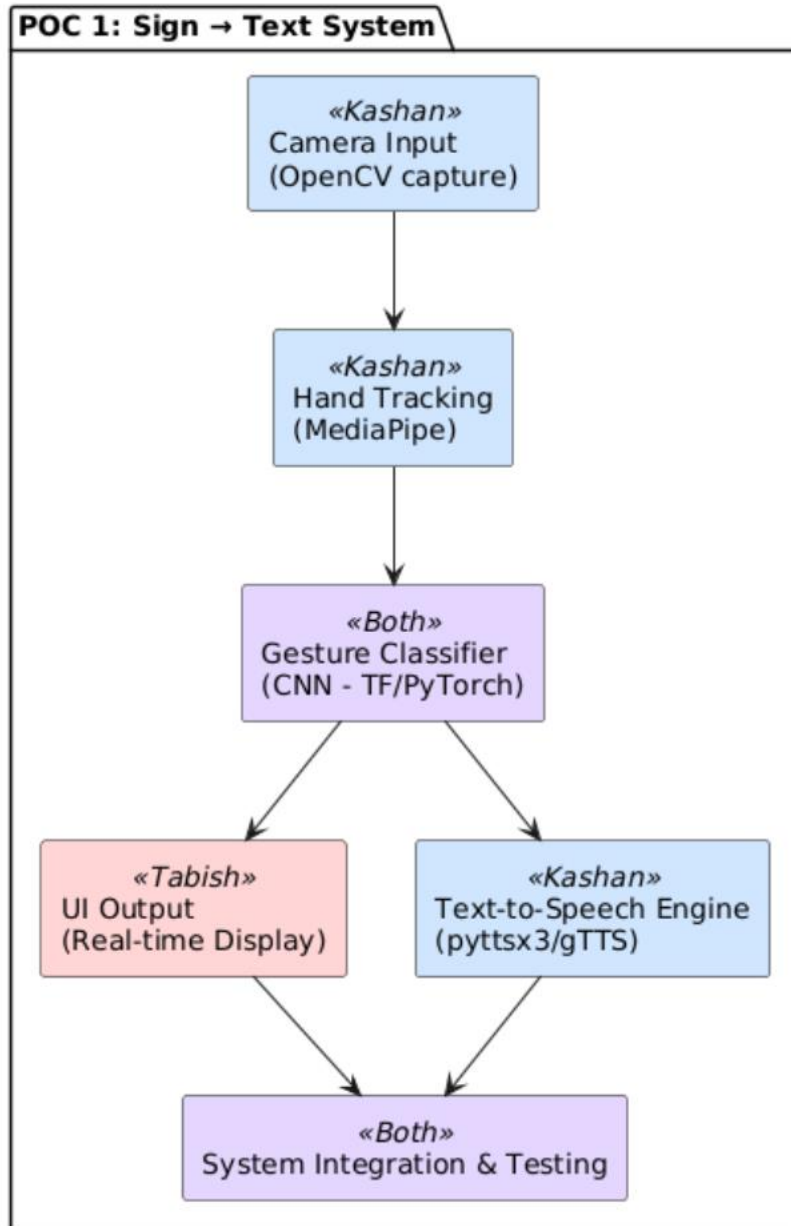 POC 1: Sign → Text System
«Kashan»
Camera Input
(OpenCV capture)
«Kashan»
Hand Tracking
(MediaPipe)
«Both»
Gesture Classifier
(CNN - TF/PyTorch)
«Tabish»
UI Output
(Real-time Display)
«Kashan»
Text-to-Speech Engine
(pyttsx3/gTTS)
«Both»
System Integration & Testing